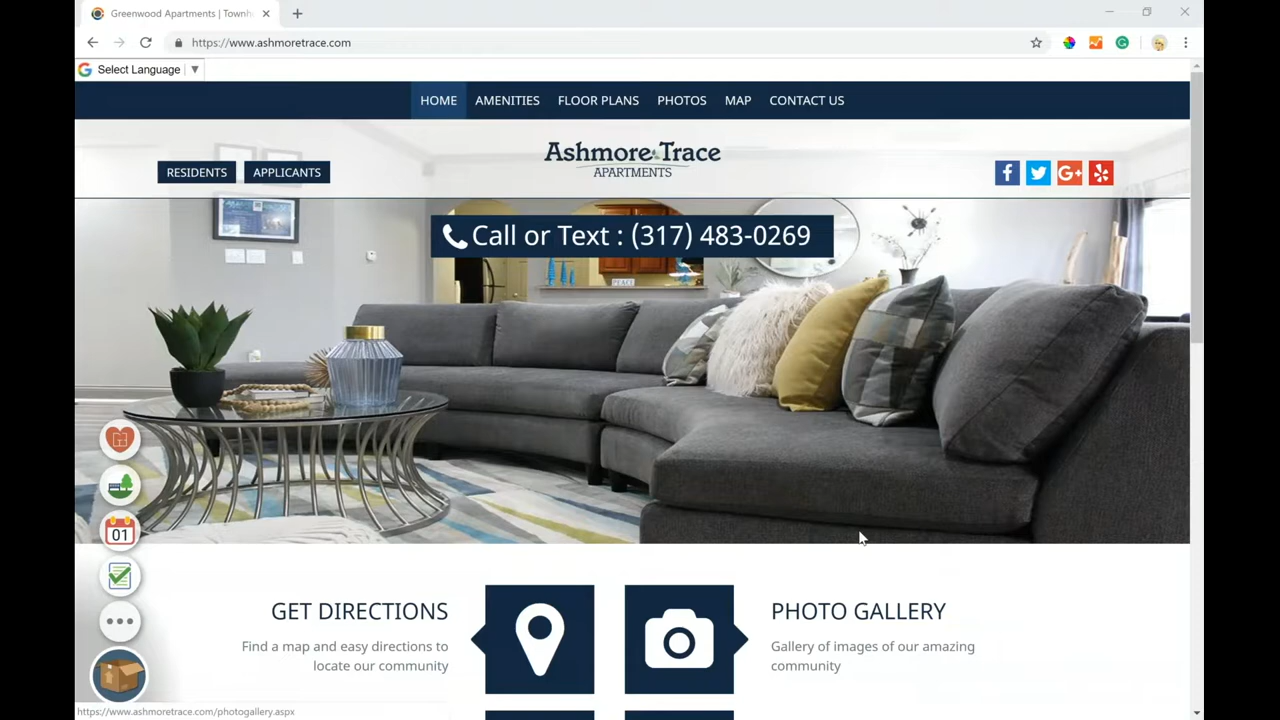 Greenwood Apartments | Townh
https://www.ashmoretrace.com
Select Language
HOME AMENITIES FLOOR PLANS PHOTOS MAP CONTACT US
RESIDENTS APPLICANTS
Ashmore Trace
APARTMENTS
Call or Text : (317) 483-0269
PEACE
01
GET DIRECTIONS
Find a map and easy directions to
locate our community
PHOTO GALLERY
Gallery of images of our amazing
community
https://www.ashmoretrace.com/photogallery.aspx